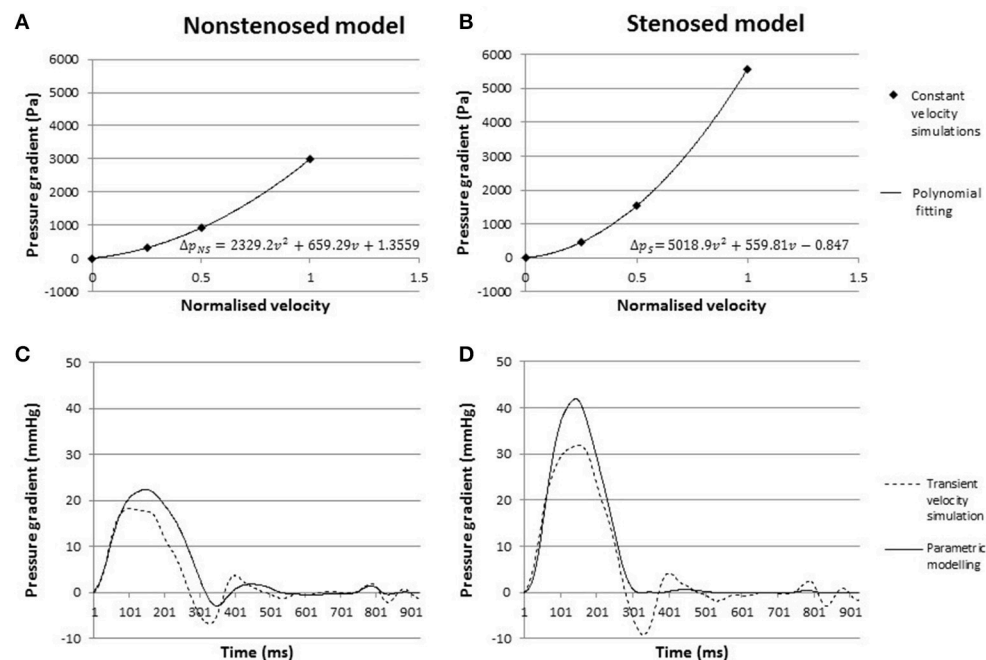 A
Nonstenosed model
Pressure gradient (Pa)
6000
5000
4000
3000
2000
1000
0
-1000
0
0.5
1
1.5
Δp_NS = 2329.2v² + 659.29v + 1.3559
Normalised velocity
B
Stenosed model
Pressure gradient (Pa)
6000
5000
4000
3000
2000
1000
0
-1000
0
0.5
1
1.5
Δp_S = 5018.9v² + 559.81v − 0.847
Normalised velocity
Constant
velocity
simulations
Polynomial
fitting
C
Pressure gradient (mmHg)
50
40
30
20
10
0
-10
1 101 201 301 401 501 601 701 801 901
Time (ms)
D
Pressure gradient (mmHg)
50
40
30
20
10
0
-10
1 101 201 301 401 501 601 701 801 901
Time (ms)
Transient
velocity
simulation
Parametric
modelling